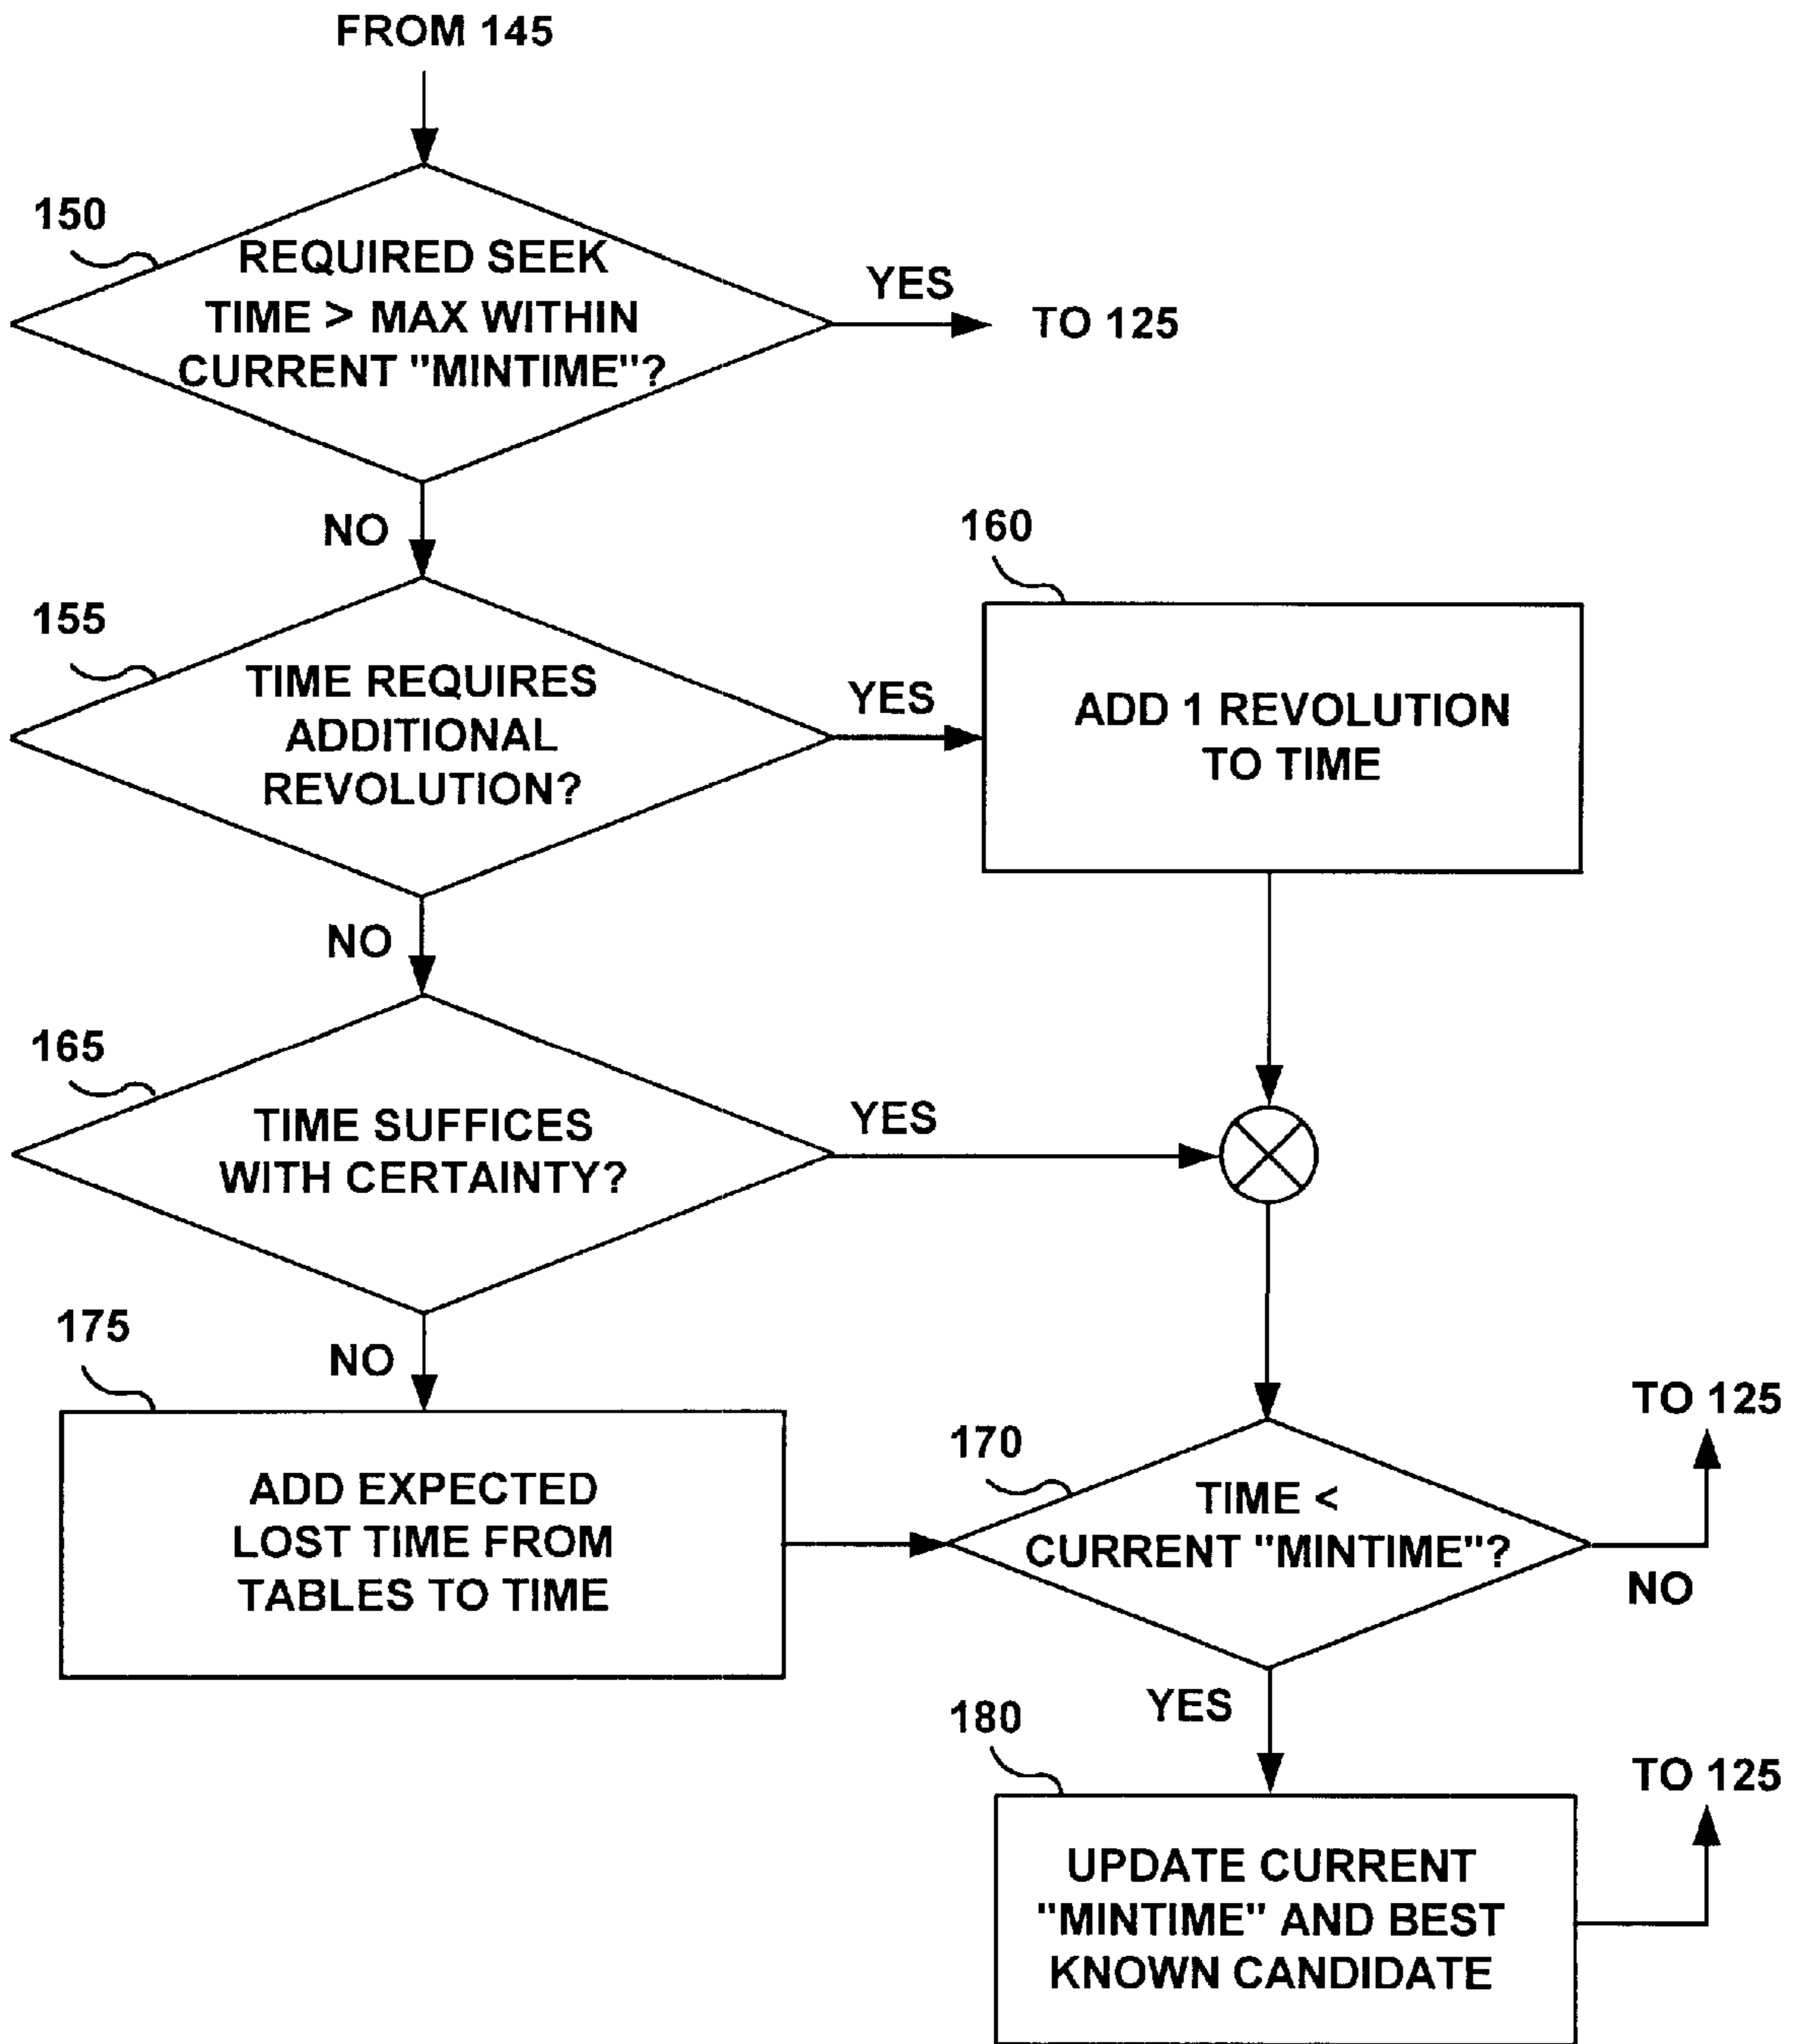 FROM 145
150
REQUIRED SEEK
TIME > MAX WITHIN
CURRENT "MINTIME"?
YES
TO 125
NO
155
TIME REQUIRES
ADDITIONAL
REVOLUTION?
YES
160
ADD 1 REVOLUTION
TO TIME
NO
165
TIME SUFFICES
WITH CERTAINTY?
YES
NO
175
ADD EXPECTED
LOST TIME FROM
TABLES TO TIME
170
TIME <
CURRENT "MINTIME"?
TO 125
NO
YES
180
UPDATE CURRENT
"MINTIME" AND BEST
KNOWN CANDIDATE
TO 125